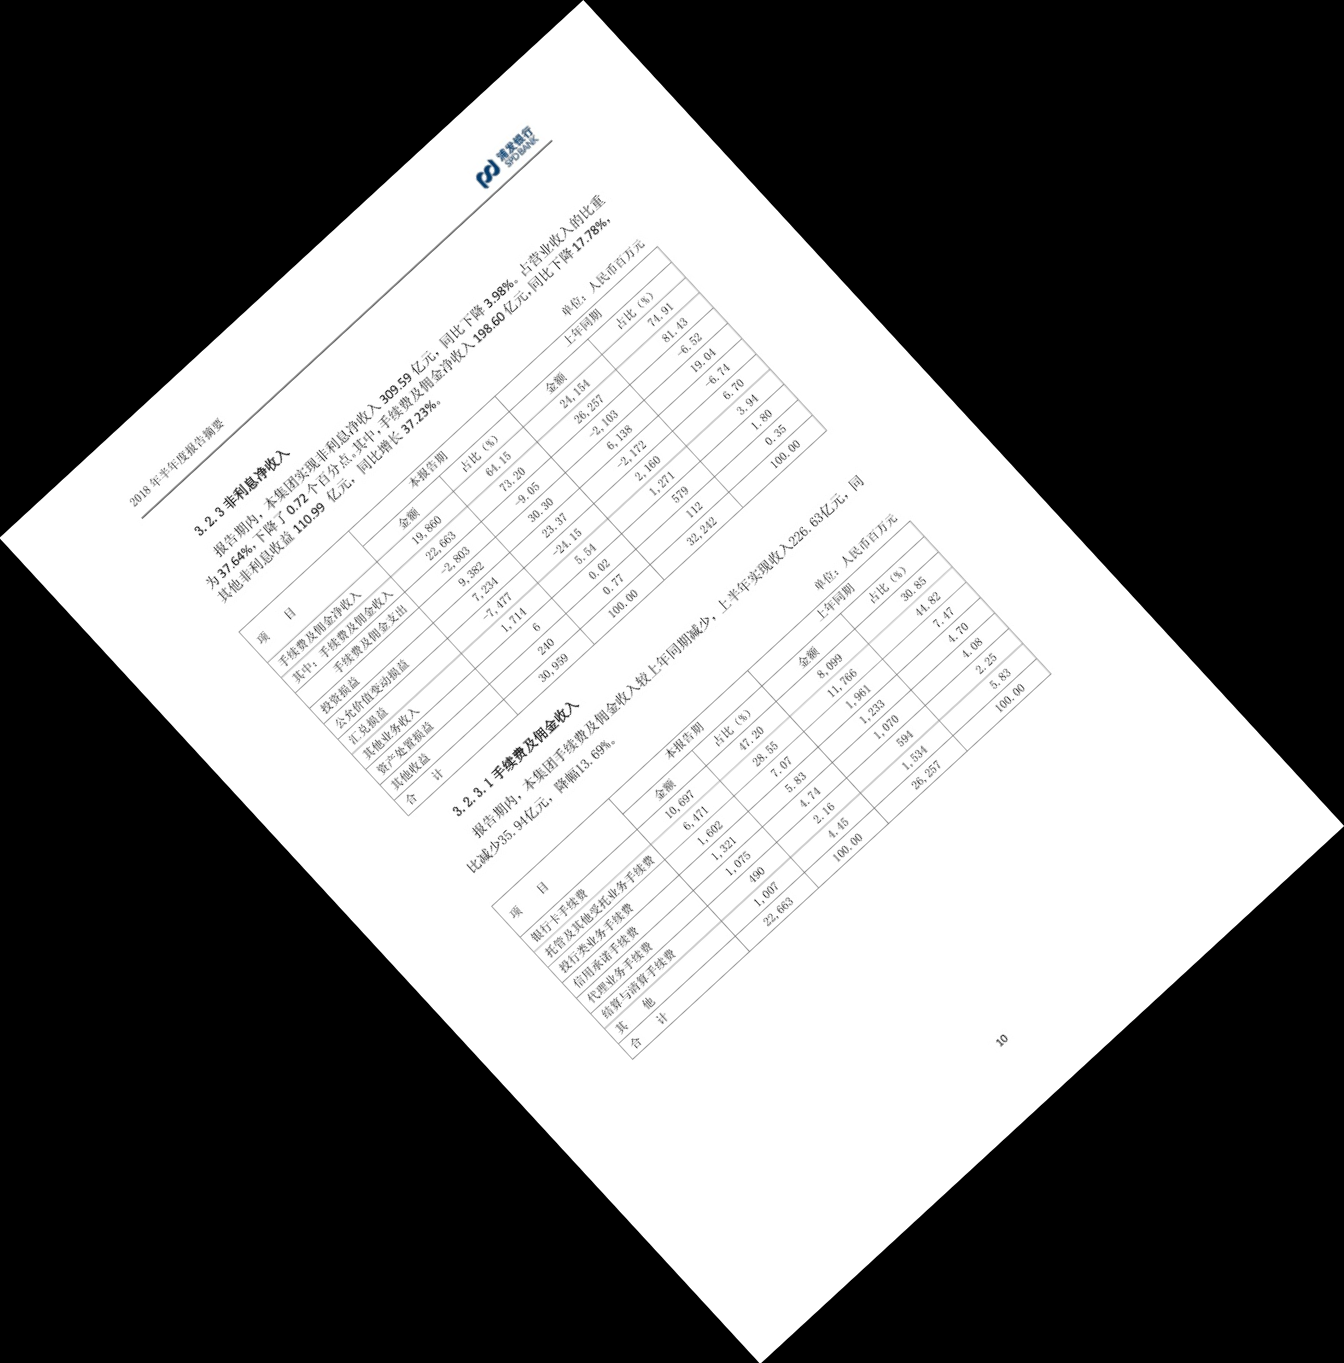 2018 年半年度报告摘要
浦发银行
SPD BANK
3.2.3 非利息净收入
报告期内，本集团实现非利息净收入 309.59 亿元，同比下降 3.98%。占营业收入的比重
为 37.64%，下降了 0.72 个百分点。其中，手续费及佣金净收入 198.60 亿元，同比下降 17.78%，
其他非利息收益 110.99 亿元，同比增长 37.23%。
单位：人民币百万元
项 目 本报告期 上年同期
金额 占比（%） 金额 占比（%）
手续费及佣金净收入 19,860 64.15 24,154 74.91
其中：手续费及佣金收入 22,663 73.20 26,257 81.43
手续费及佣金支出 -2,803 -9.05 -2,103 -6.52
投资损益 9,382 30.30 6,138 19.04
公允价值变动损益 7,234 23.37 -2,172 -6.74
汇兑损益 -7,477 -24.15 2,160 6.70
其他业务收入 1,714 5.54 1,271 3.94
资产处置损益 6 0.02 579 1.80
其他收益 240 0.77 112 0.35
合 计 30,959 100.00 32,242 100.00
3.2.3.1 手续费及佣金收入
报告期内，本集团手续费及佣金收入较上年同期减少，上半年实现收入226.63亿元，同
比减少35.94亿元，降幅13.69%。
单位：人民币百万元
项 目 本报告期 上年同期
金额 占比（%） 金额 占比（%）
银行卡手续费 10,697 47.20 8,099 30.85
托管及其他受托业务手续费 6,471 28.55 11,766 44.82
投行类业务手续费 1,602 7.07 1,961 7.47
信用承诺手续费 1,321 5.83 1,233 4.70
代理业务手续费 1,075 4.74 1,070 4.08
结算与清算手续费 490 2.16 594 2.25
其 他 1,007 4.45 1,534 5.83
合 计 22,663 100.00 26,257 100.00
10